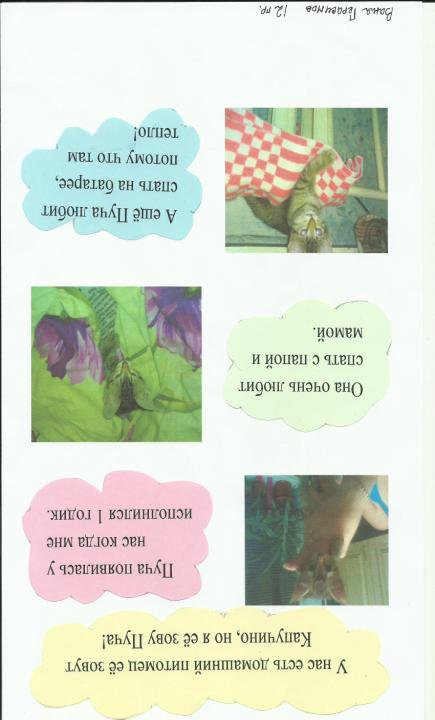 У нас есть домашний питомец её зовут
Капучино, но я её зову Пуча!
Пуча появилась у
нас когда мне
исполнился 1 годик.
Она очень любит
спать с папой и
мамой.
А ещё Пуча любит
спать на батарее,
потому что там
тепло!
Ваня Герасимов 12 гр.